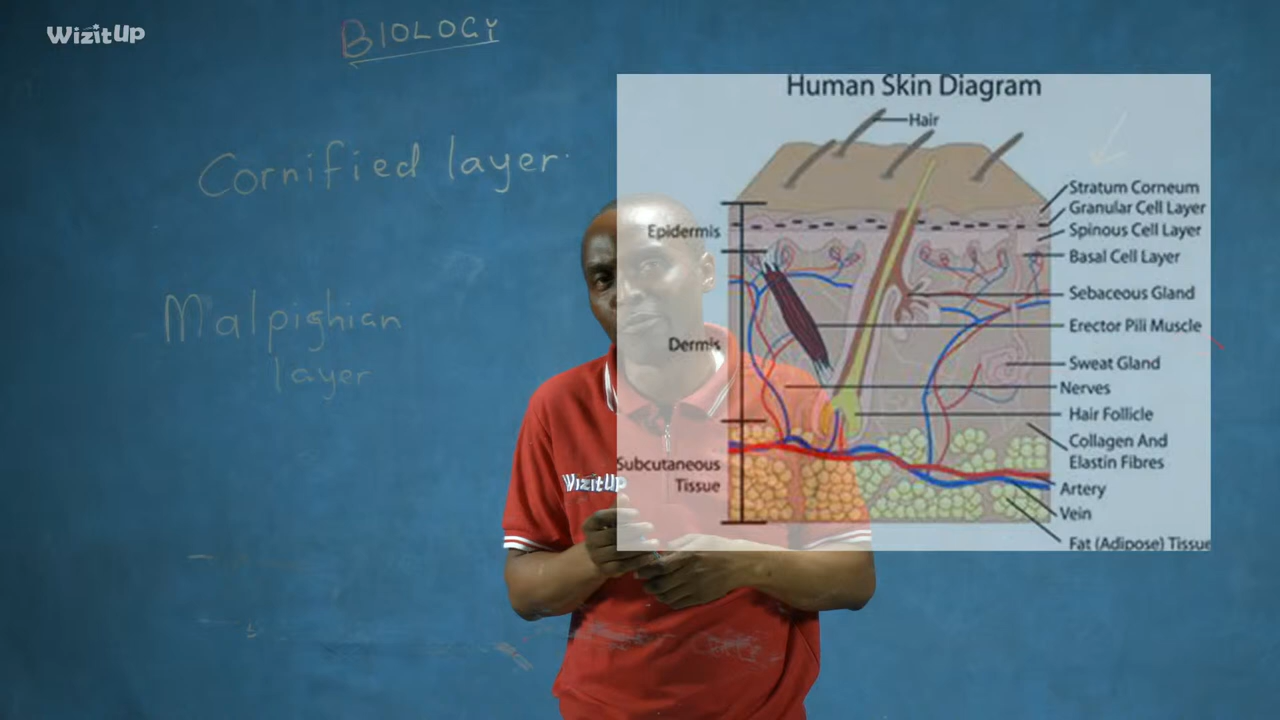 WizitUp
BIOLOGY
Cornified layer
Malpighian
layer
WizitUp
Human Skin Diagram
Hair
Stratum Corneum
Granular Cell Layer
Epidermis
Spinous Cell Layer
Basal Cell Layer
Sebaceous Gland
Erector Pili Muscle
Dermis
Sweat Gland
Nerves
Hair Follicle
Collagen And
Elastin Fibres
Subcutaneous
Tissue
Artery
Vein
Fat (Adipose) Tissue